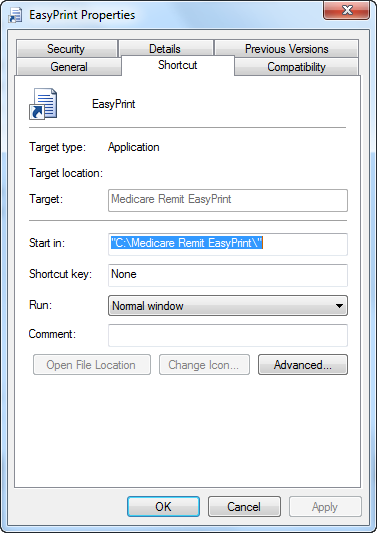 EasyPrint Properties
Security Details Previous Versions
General Shortcut Compatibility
EasyPrint
Target type: Application
Target location:
Target: Medicare Remit EasyPrint
Start in: "C:\Medicare Remit EasyPrint\"
Shortcut key: None
Run: Normal window
Comment:
Open File Location Change Icon... Advanced...
OK Cancel Apply